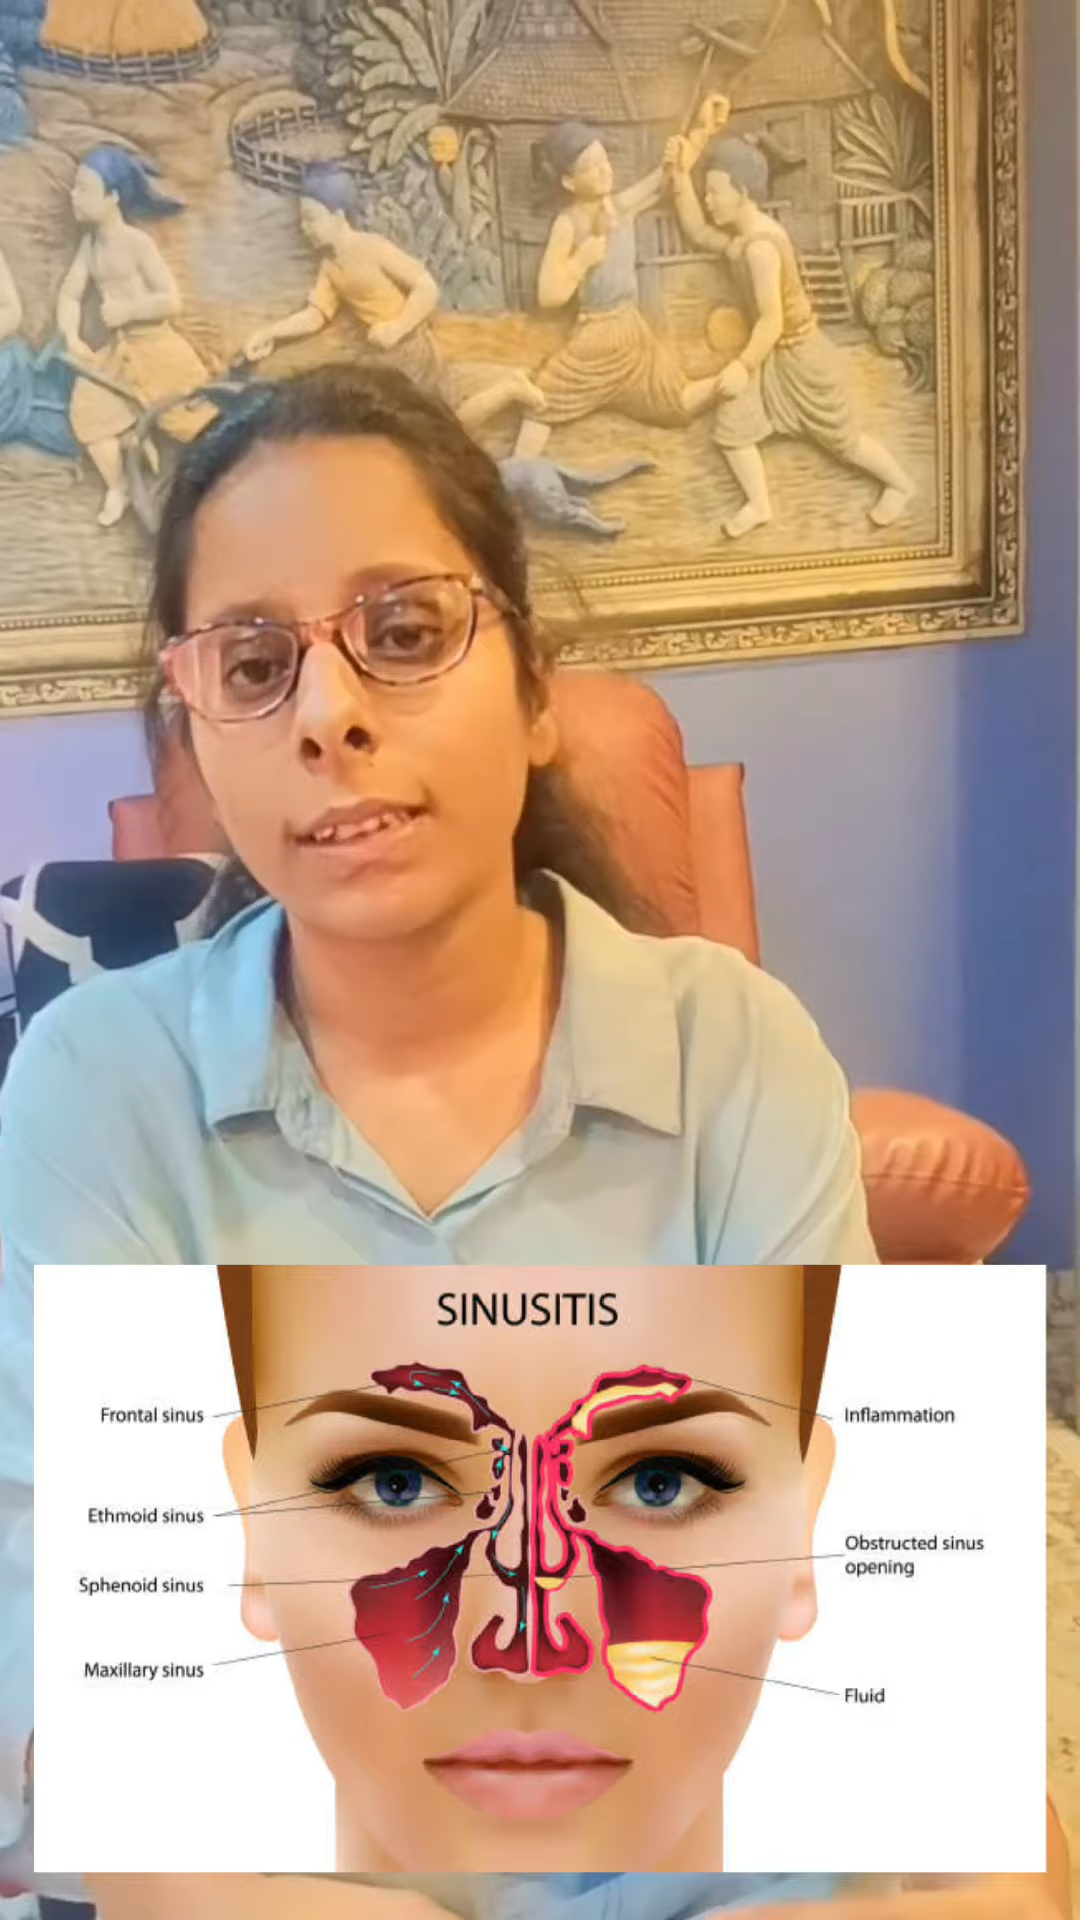 SINUSITIS
Frontal sinus
Ethmoid sinus
Sphenoid sinus
Maxillary sinus
Inflammation
Obstructed sinus
opening
Fluid